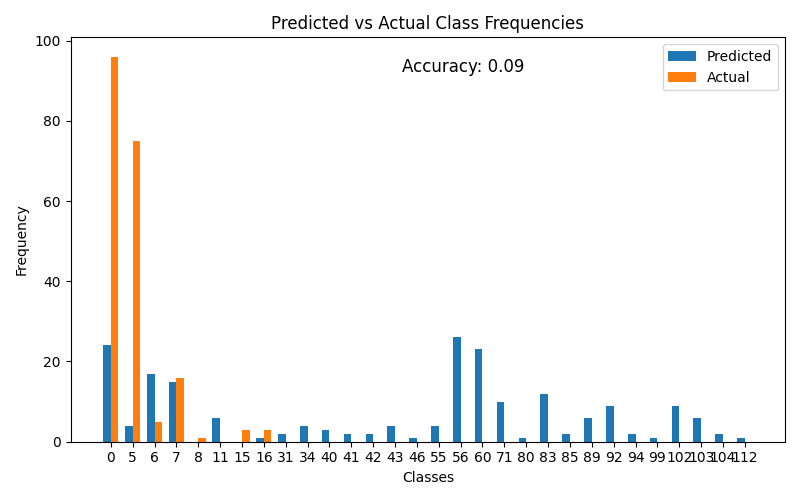 Predicted vs Actual Class Frequencies
Accuracy: 0.09
Predicted
Actual
Frequency
100
80
60
40
20
0
0 5 6 7 8 11 15 16 31 34 40 41 42 43 46 55 56 60 71 80 83 85 89 92 94 99 102 103 104 112
Classes